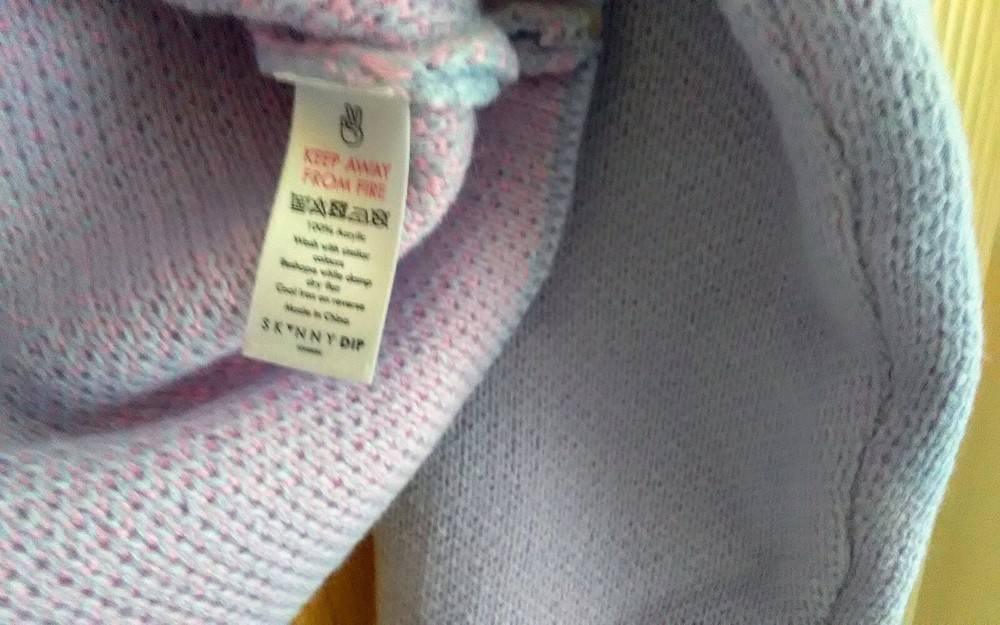 KEEP AWAY
FROM FIRE
100% Acrylic
Wash with similar
colours
Reshape while damp
dry flat
Cool iron on reverse
Made in China
SK♥NNY DIP
LONDON